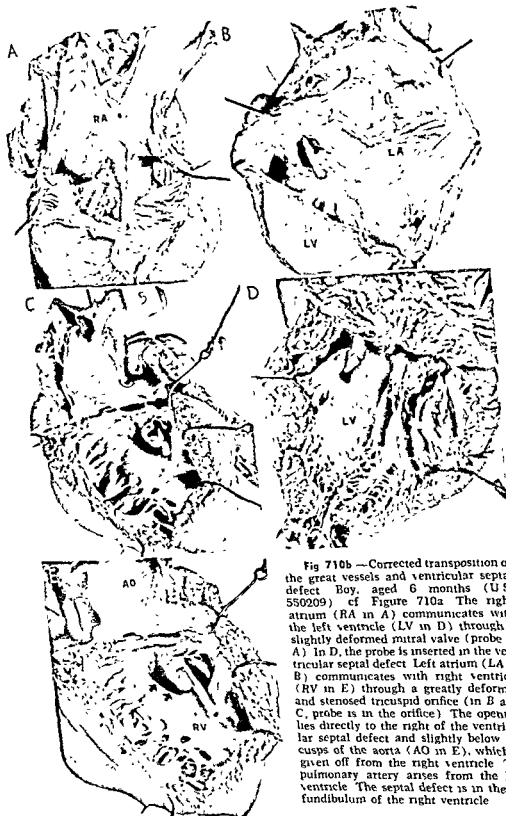 A
B
RA
LA
LV
C
S
D
LV
AO
RV
Fig 710b —Corrected transposition o
the great vessels and ventricular septa
defect Boy, aged 6 months (U S
550209) cf Figure 710a The righ
atrium (RA in A) communicates wit
the left ventricle (LV in D) through
slightly deformed mitral valve (probe
A) In D, the probe is inserted in the ve
tricular septal defect Left atrium (LA
B) communicates with right ventric
(RV in E) through a greatly deform
and stenosed tricuspid orifice (in B a
C, probe is in the orifice) The openi
lies directly to the right of the ventri
lar septal defect and slightly below
cusps of the aorta (AO in E), which
given off from the right ventricle
pulmonary artery arises from the
ventricle The septal defect is in the
fundibulum of the right ventricle